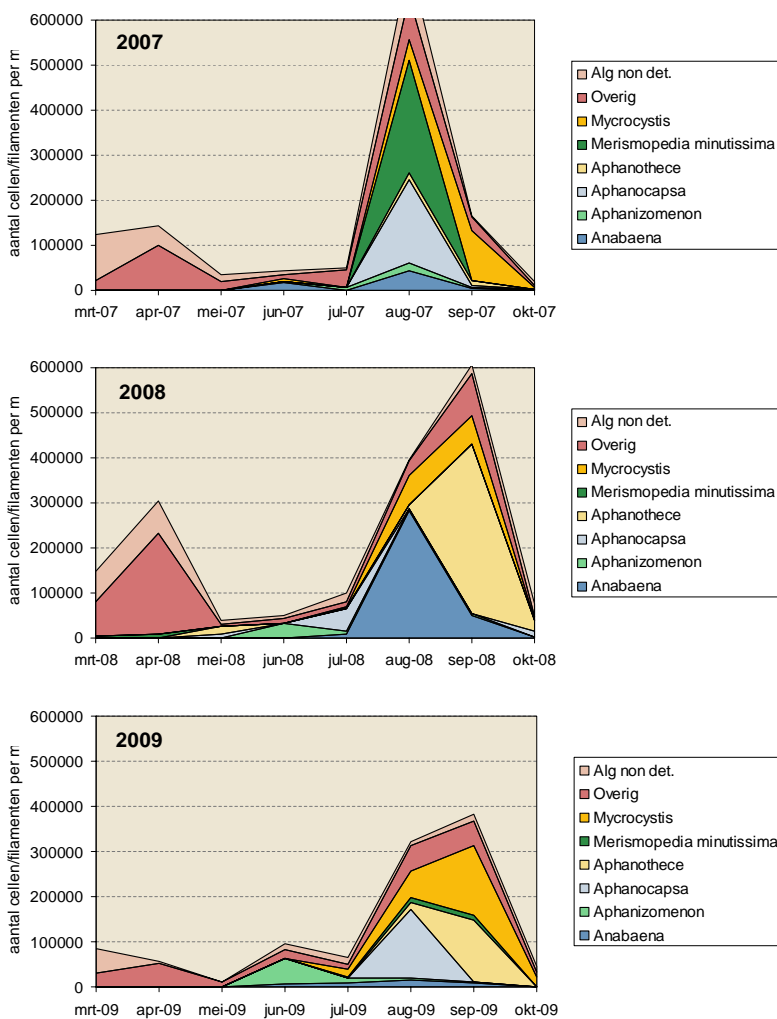 2007
aantal cellen/filamenten per m
600000
500000
400000
300000
200000
100000
0
mrt-07 apr-07 mei-07 jun-07 jul-07 aug-07 sep-07 okt-07
Alg non det.
Overig
Mycrocystis
Merismopedia minutissima
Aphanothece
Aphanocapsa
Aphanizomenon
Anabaena
2008
aantal cellen/filamenten per m
600000
500000
400000
300000
200000
100000
0
mrt-08 apr-08 mei-08 jun-08 jul-08 aug-08 sep-08 okt-08
Alg non det.
Overig
Mycrocystis
Merismopedia minutissima
Aphanothece
Aphanocapsa
Aphanizomenon
Anabaena
2009
aantal cellen/filamenten per m
600000
500000
400000
300000
200000
100000
0
mrt-09 apr-09 mei-09 jun-09 jul-09 aug-09 sep-09 okt-09
Alg non det.
Overig
Mycrocystis
Merismopedia minutissima
Aphanothece
Aphanocapsa
Aphanizomenon
Anabaena